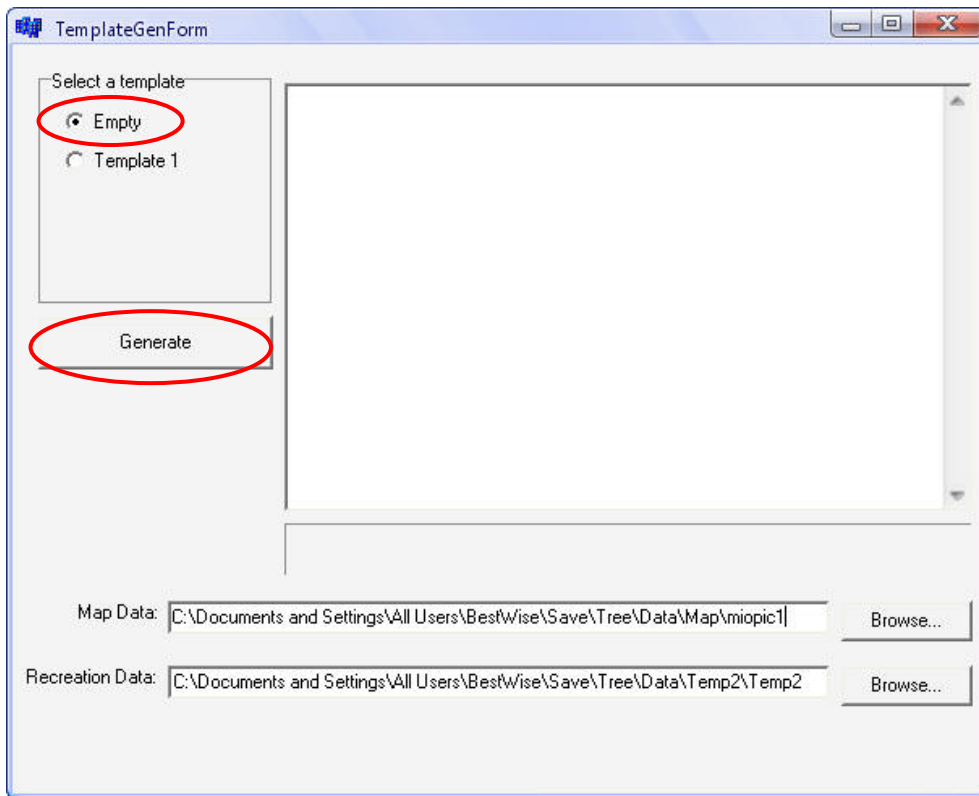 TemplateGenForm
Select a template
Empty
Template 1
Generate
Map Data: C:\Documents and Settings\All Users\BestWise\Save\Tree\Data\Map\miopic1 Browse...
Recreation Data: C:\Documents and Settings\All Users\BestWise\Save\Tree\Data\Temp2\Temp2 Browse...